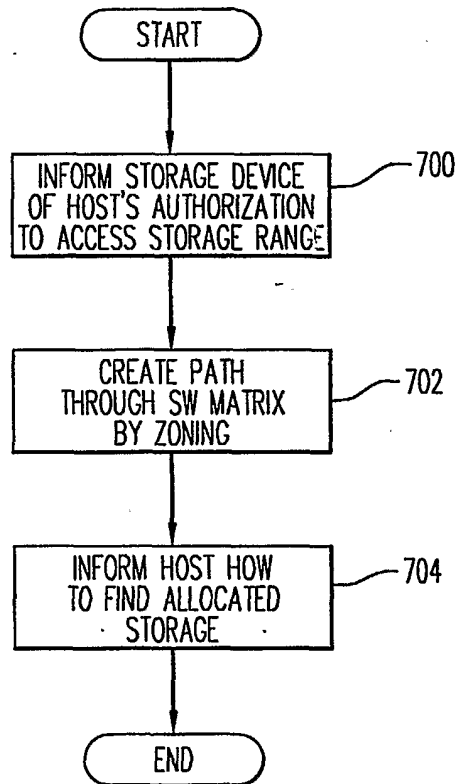 START
INFORM STORAGE DEVICE
OF HOST'S AUTHORIZATION
TO ACCESS STORAGE RANGE
700
CREATE PATH
THROUGH SW MATRIX
BY ZONING
702
INFORM HOST HOW
TO FIND ALLOCATED
STORAGE
704
END